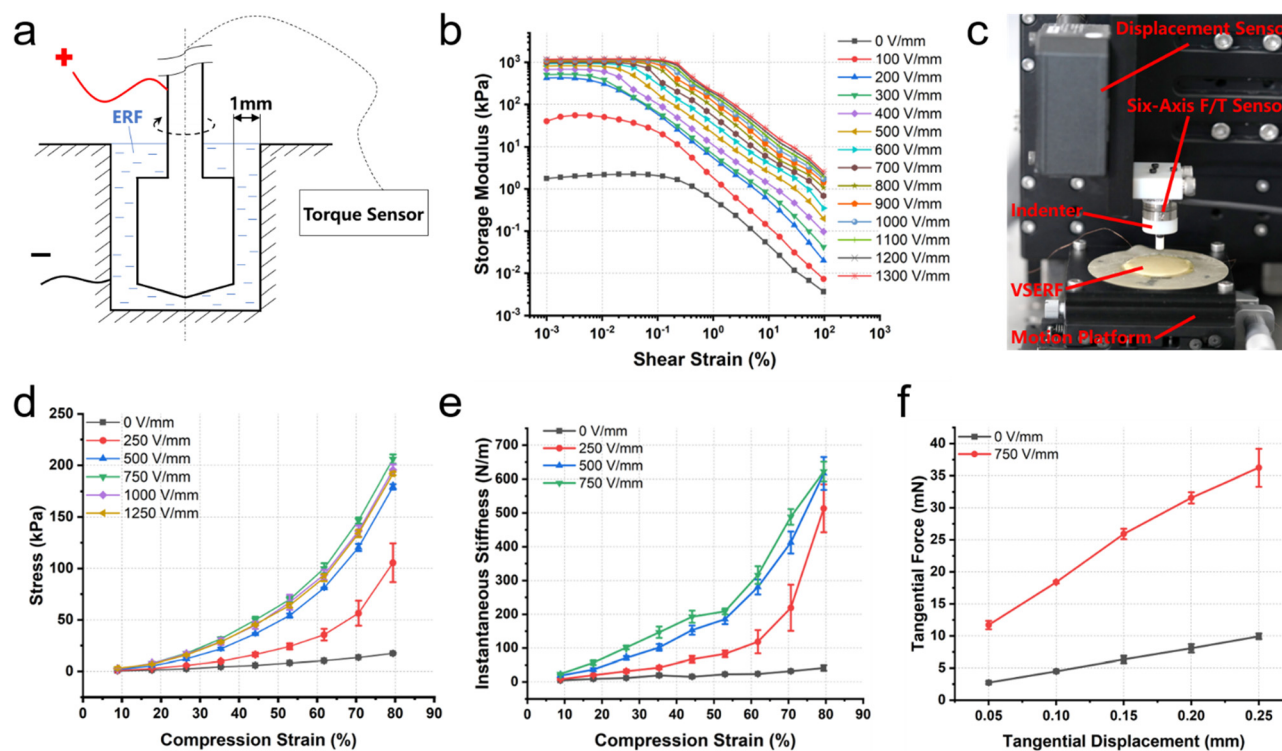 a
+
ERF
1mm
Torque Sensor
−
b
Storage Modulus (kPa)
10⁴
10³
10²
10¹
10⁰
10⁻¹
10⁻²
10⁻³
10⁻³ 10⁻² 10⁻¹ 10⁰ 10¹ 10² 10³
Shear Strain (%)
0 V/mm
100 V/mm
200 V/mm
300 V/mm
400 V/mm
500 V/mm
600 V/mm
700 V/mm
800 V/mm
900 V/mm
1000 V/mm
1100 V/mm
1200 V/mm
1300 V/mm
c
Displacement Sensor
Six-Axis F/T Sensor
Indenter
VSERF
Motion Platform
d
Stress (kPa)
250
200
150
100
50
0
0 10 20 30 40 50 60 70 80 90
Compression Strain (%)
0 V/mm
250 V/mm
500 V/mm
750 V/mm
1000 V/mm
1250 V/mm
e
Instantaneous Stiffness (N/m)
700
600
500
400
300
200
100
0
0 10 20 30 40 50 60 70 80 90
Compression Strain (%)
0 V/mm
250 V/mm
500 V/mm
750 V/mm
f
Tangential Force (mN)
40
35
30
25
20
15
10
5
0
0.05 0.10 0.15 0.20 0.25
Tangential Displacement (mm)
0 V/mm
750 V/mm